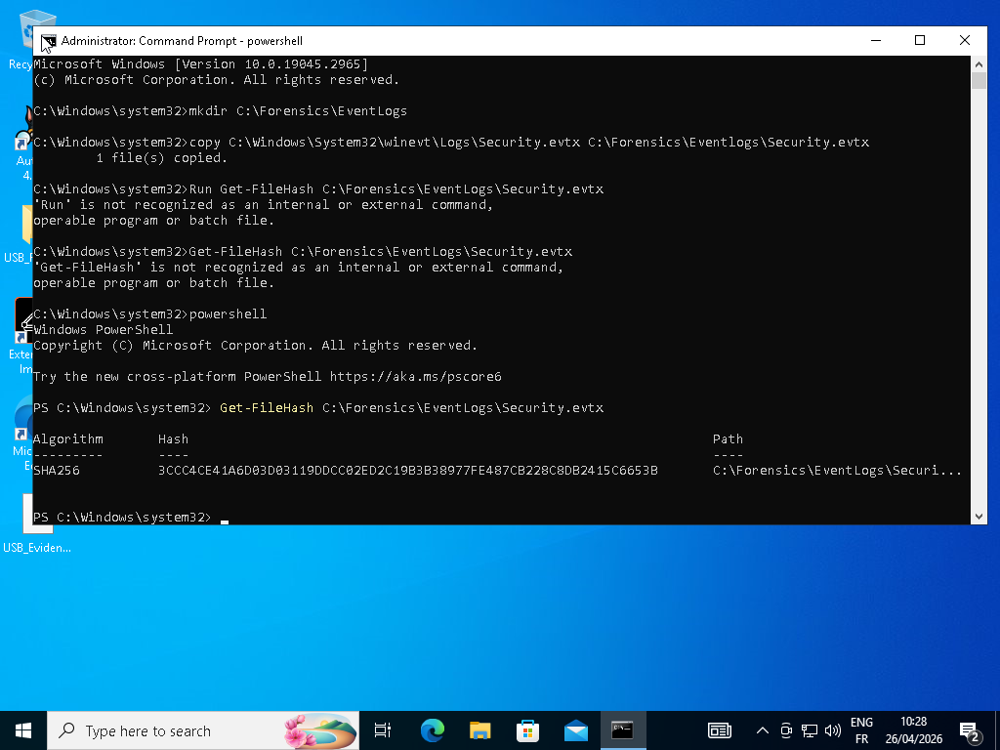 Administrator: Command Prompt - powershell
Microsoft Windows [Version 10.0.19045.2965]
(c) Microsoft Corporation. All rights reserved.
C:\Windows\system32>mkdir C:\Forensics\EventLogs
C:\Windows\system32>copy C:\Windows\System32\winevt\Logs\Security.evtx C:\Forensics\Eventlogs\Security.evtx
1 file(s) copied.
C:\Windows\system32>Run Get-FileHash C:\Forensics\EventLogs\Security.evtx
'Run' is not recognized as an internal or external command,
operable program or batch file.
C:\Windows\system32>Get-FileHash C:\Forensics\EventLogs\Security.evtx
'Get-FileHash' is not recognized as an internal or external command,
operable program or batch file.
C:\Windows\system32>powershell
Windows PowerShell
Copyright (C) Microsoft Corporation. All rights reserved.
Try the new cross-platform PowerShell https://aka.ms/pscore6
PS C:\Windows\system32> Get-FileHash C:\Forensics\EventLogs\Security.evtx
Algorithm Hash Path
--------- ---- ----
SHA256 3CCC4CE41A6D03D03119DDCC02ED2C19B3B38977FE487CB228C8DB2415C6653B C:\Forensics\EventLogs\Securi...
PS C:\Windows\system32>
USB_Eviden...
Type here to search
ENG
FR
10:28
26/04/2026
2